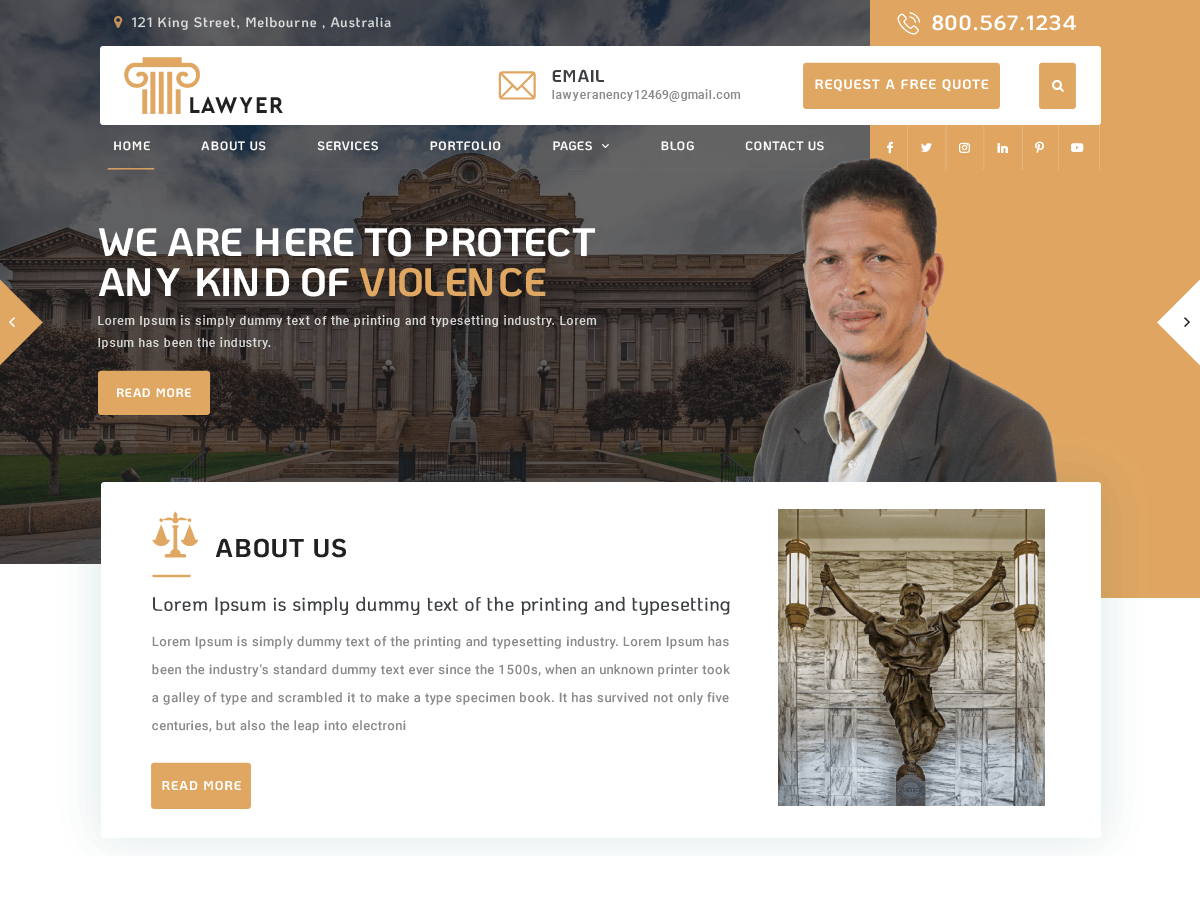 121 King Street, Melbourne , Australia
800.567.1234
LAWYER
EMAIL
lawyeranency12469@gmail.com
REQUEST A FREE QUOTE
HOME ABOUT US SERVICES PORTFOLIO PAGES BLOG CONTACT US
WE ARE HERE TO PROTECT
ANY KIND OF VIOLENCE
Lorem Ipsum is simply dummy text of the printing and typesetting industry. Lorem
Ipsum has been the industry.
READ MORE
ABOUT US
Lorem Ipsum is simply dummy text of the printing and typesetting
Lorem Ipsum is simply dummy text of the printing and typesetting industry. Lorem Ipsum has
been the industry's standard dummy text ever since the 1500s, when an unknown printer took
a galley of type and scrambled it to make a type specimen book. It has survived not only five
centuries, but also the leap into electroni
READ MORE